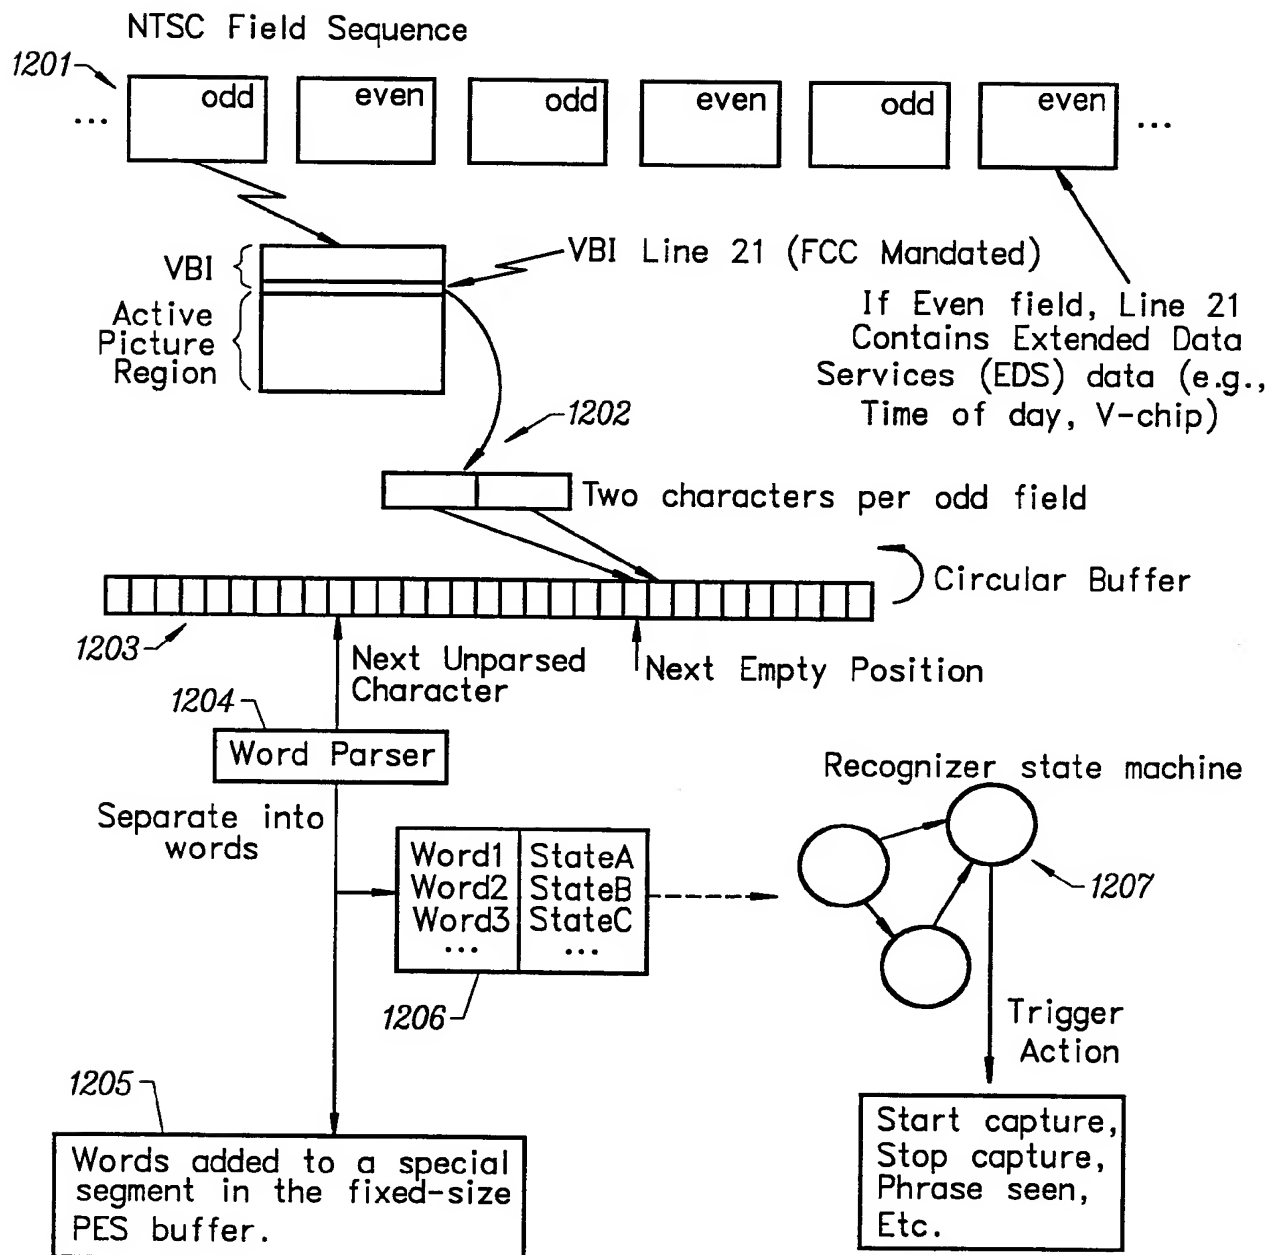 NTSC Field Sequence
1201
... odd even odd even odd even ...
VBI
VBI Line 21 (FCC Mandated)
Active
Picture
Region
If Even field, Line 21
Contains Extended Data
Services (EDS) data (e.g.,
Time of day, V-chip)
1202
Two characters per odd field
Circular Buffer
1203
Next Unparsed
Character
Next Empty Position
1204
Word Parser
Separate into
words
Word1 StateA
Word2 StateB
Word3 StateC
... ...
1206
Recognizer state machine
1207
Trigger
Action
1205
Words added to a special
segment in the fixed-size
PES buffer.
Start capture,
Stop capture,
Phrase seen,
Etc.